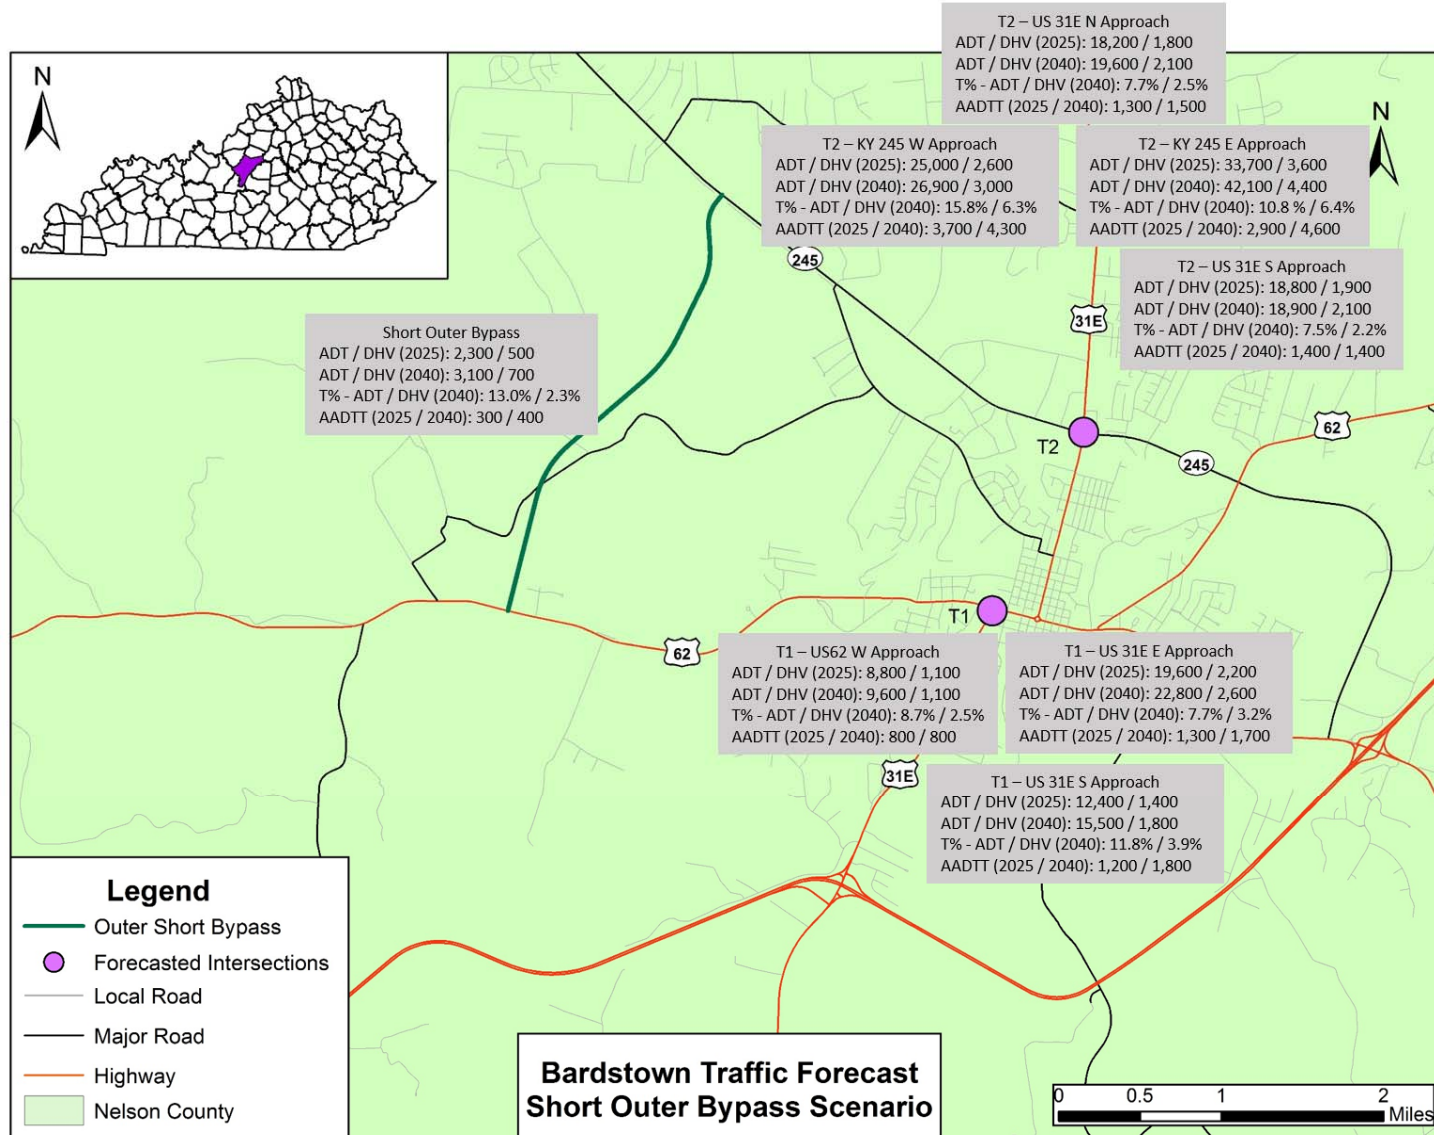 T2 – US 31E N Approach
ADT / DHV (2025): 18,200 / 1,800
ADT / DHV (2040): 19,600 / 2,100
T% - ADT / DHV (2040): 7.7% / 2.5%
AADTT (2025 / 2040): 1,300 / 1,500
N
N
T2 – KY 245 W Approach
ADT / DHV (2025): 25,000 / 2,600
ADT / DHV (2040): 26,900 / 3,000
T% - ADT / DHV (2040): 15.8% / 6.3%
AADTT (2025 / 2040): 3,700 / 4,300
T2 – KY 245 E Approach
ADT / DHV (2025): 33,700 / 3,600
ADT / DHV (2040): 42,100 / 4,400
T% - ADT / DHV (2040): 10.8 % / 6.4%
AADTT (2025 / 2040): 2,900 / 4,600
245
T2 – US 31E S Approach
ADT / DHV (2025): 18,800 / 1,900
ADT / DHV (2040): 18,900 / 2,100
T% - ADT / DHV (2040): 7.5% / 2.2%
AADTT (2025 / 2040): 1,400 / 1,400
31E
Short Outer Bypass
ADT / DHV (2025): 2,300 / 500
ADT / DHV (2040): 3,100 / 700
T% - ADT / DHV (2040): 13.0% / 2.3%
AADTT (2025 / 2040): 300 / 400
62
T2
245
T1
62
T1 – US62 W Approach
ADT / DHV (2025): 8,800 / 1,100
ADT / DHV (2040): 9,600 / 1,100
T% - ADT / DHV (2040): 8.7% / 2.5%
AADTT (2025 / 2040): 800 / 800
T1 – US 31E E Approach
ADT / DHV (2025): 19,600 / 2,200
ADT / DHV (2040): 22,800 / 2,600
T% - ADT / DHV (2040): 7.7% / 3.2%
AADTT (2025 / 2040): 1,300 / 1,700
31E
T1 – US 31E S Approach
ADT / DHV (2025): 12,400 / 1,400
ADT / DHV (2040): 15,500 / 1,800
T% - ADT / DHV (2040): 11.8% / 3.9%
AADTT (2025 / 2040): 1,200 / 1,800
Legend
Outer Short Bypass
Forecasted Intersections
Local Road
Major Road
Highway
Nelson County
Bardstown Traffic Forecast
Short Outer Bypass Scenario
0 0.5 1 2
Miles